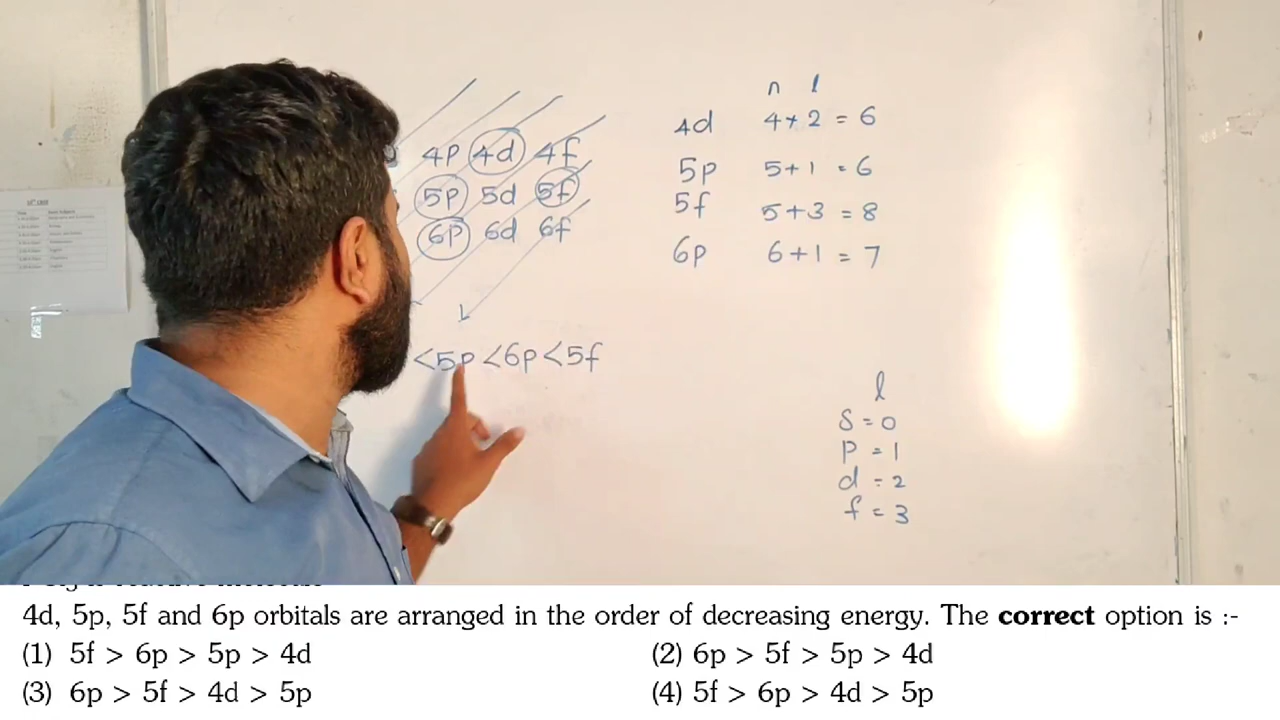 n l
4d 4+2 = 6
5p 5+1 = 6
5f 5+3 = 8
6p 6+1 = 7
4p 4d 4f
5p 5d 5f
6p 6d 6f
<5p <6p <5f
l
s = 0
p = 1
d = 2
f = 3
4d, 5p, 5f and 6p orbitals are arranged in the order of decreasing energy. The correct option is :-
(1) 5f > 6p > 5p > 4d
(2) 6p > 5f > 5p > 4d
(3) 6p > 5f > 4d > 5p
(4) 5f > 6p > 4d > 5p